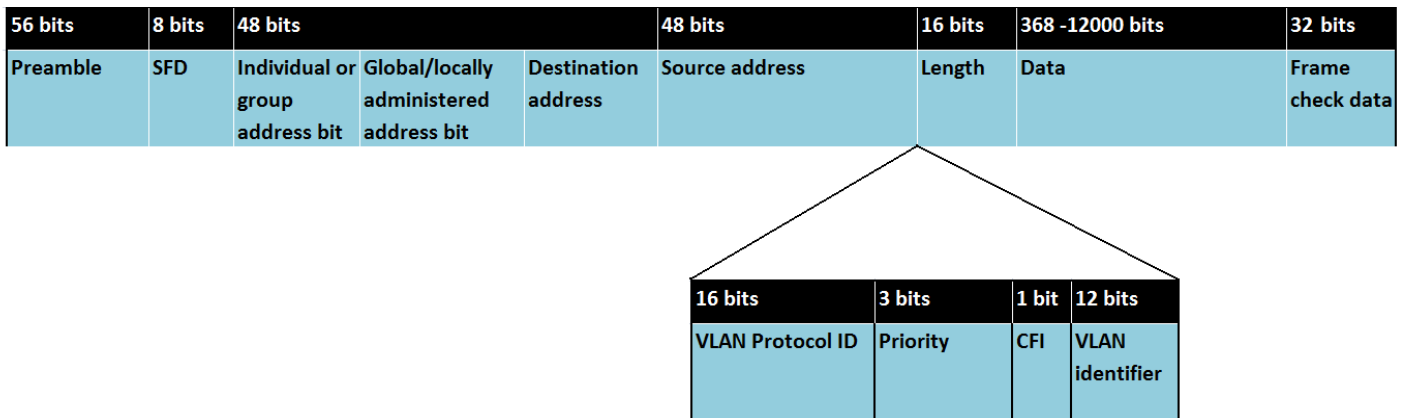 56 bits 8 bits 48 bits 48 bits 16 bits 368 -12000 bits 32 bits
Preamble SFD Individual or Global/locally Destination Source address Length Data Frame
group administered address check data
address bit address bit
16 bits 3 bits 1 bit 12 bits
VLAN Protocol ID Priority CFI VLAN
identifier